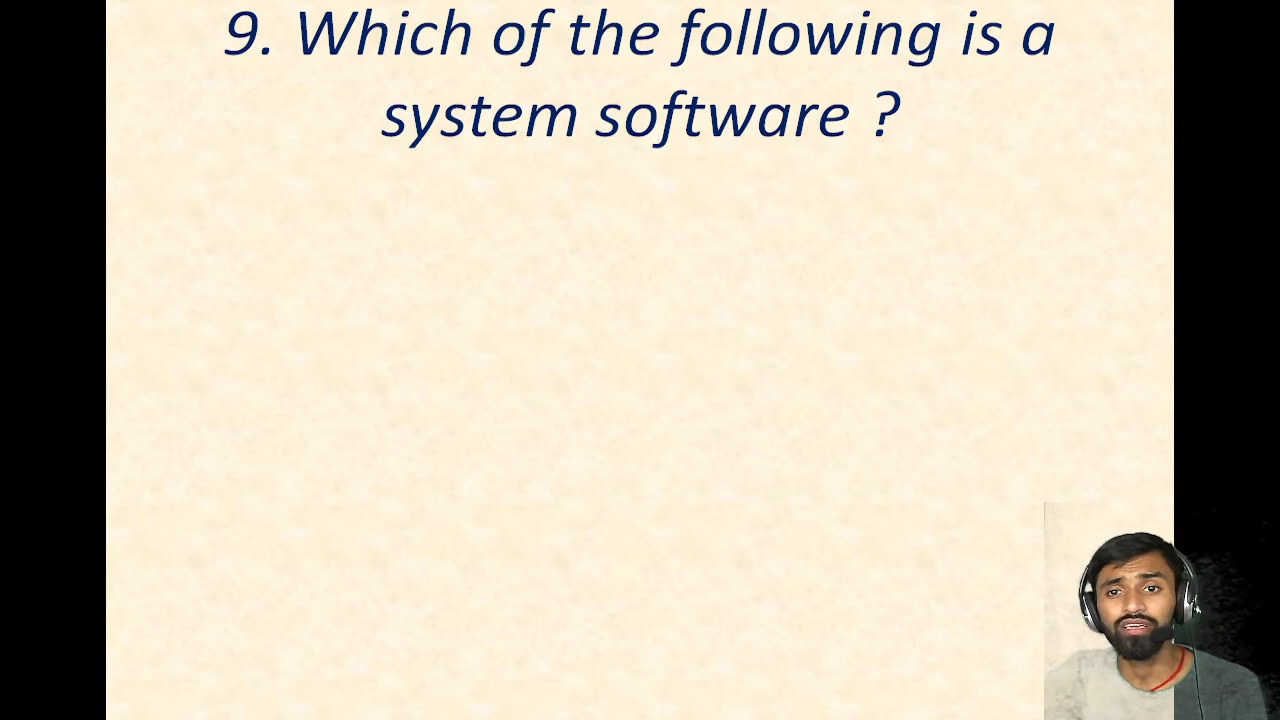 9. Which of the following is a
system software ?